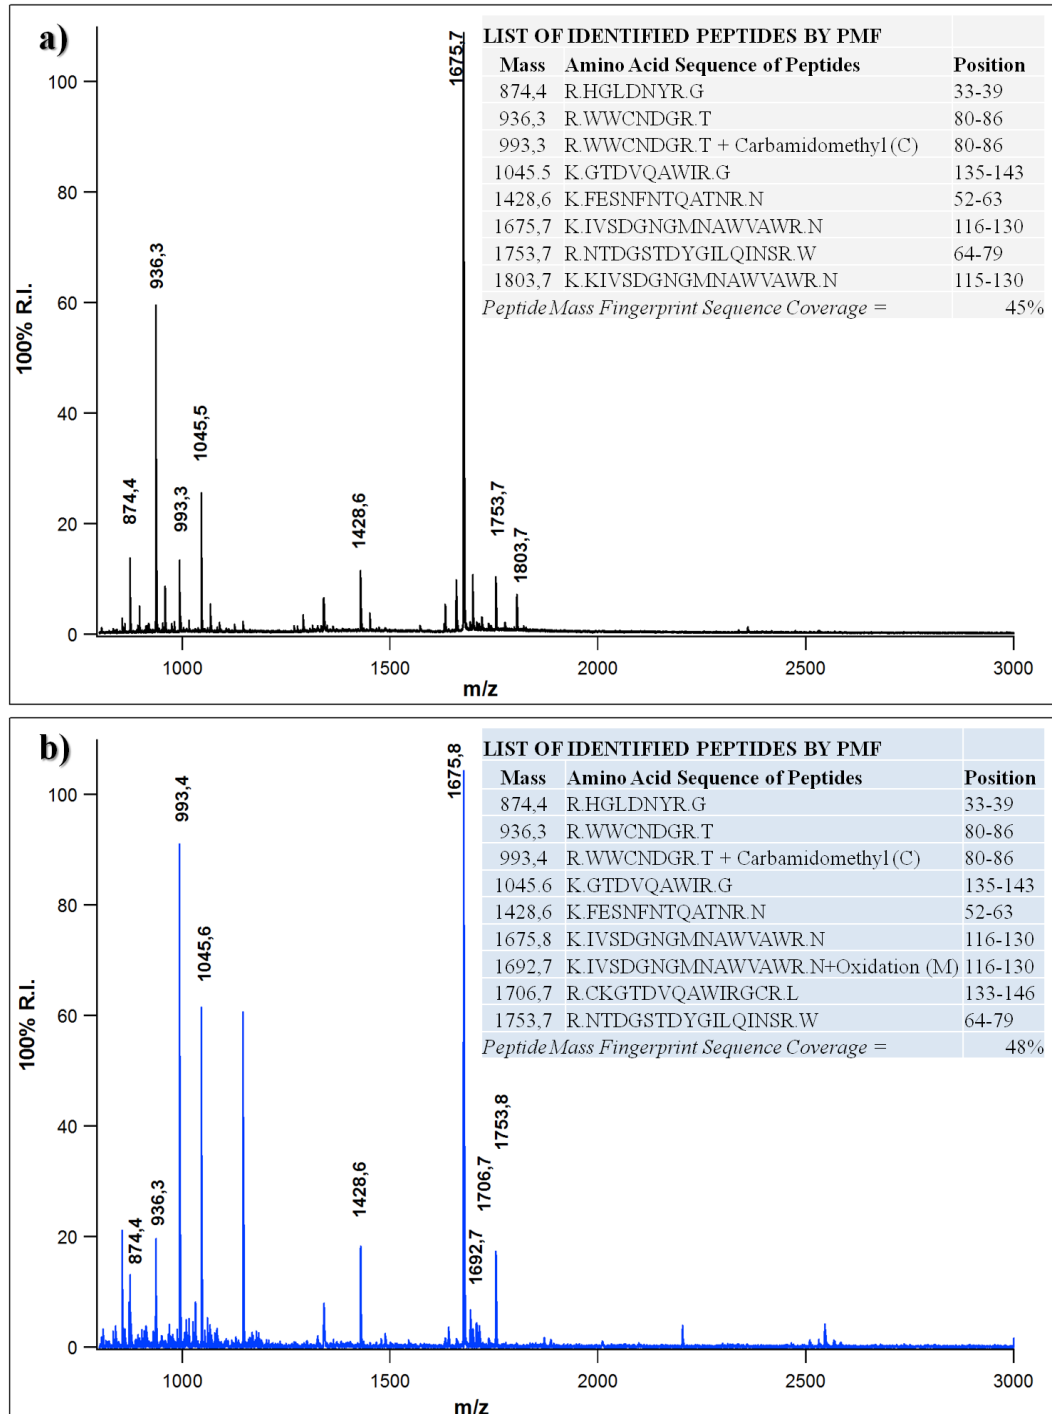 a)
LIST OF IDENTIFIED PEPTIDES BY PMF
Mass Amino Acid Sequence of Peptides Position
874,4 R.HGLDNYR.G 33-39
936,3 R.WWCNDGR.T 80-86
993,3 R.WWCNDGR.T + Carbamidomethyl (C) 80-86
1045.5 K.GTDVQAWIR.G 135-143
1428,6 K.FESNFNTQATNR.N 52-63
1675,7 K.IVSDGNGMNAWVAWR.N 116-130
1753,7 R.NTDGSTDYGILQINSR.W 64-79
1803,7 K.KIVSDGNGMNAWVAWR.N 115-130
Peptide Mass Fingerprint Sequence Coverage = 45%
100% R.I.
100
80
60
40
20
0
874,4
936,3
993,3
1045,5
1428,6
1675,7
1753,7
1803,7
1000 1500 2000 2500 3000
m/z
b)
LIST OF IDENTIFIED PEPTIDES BY PMF
Mass Amino Acid Sequence of Peptides Position
874,4 R.HGLDNYR.G 33-39
936,3 R.WWCNDGR.T 80-86
993,4 R.WWCNDGR.T + Carbamidomethyl (C) 80-86
1045.6 K.GTDVQAWIR.G 135-143
1428,6 K.FESNFNTQATNR.N 52-63
1675,8 K.IVSDGNGMNAWVAWR.N 116-130
1692,7 K.IVSDGNGMNAWVAWR.N+Oxidation (M) 116-130
1706,7 R.CKGTDVQAWIRGCR.L 133-146
1753,7 R.NTDGSTDYGILQINSR.W 64-79
Peptide Mass Fingerprint Sequence Coverage = 48%
100% R.I.
100
80
60
40
20
0
874,4
936,3
993,4
1045,6
1428,6
1675,8
1692,7
1706,7
1753,8
1000 1500 2000 2500 3000
m/z